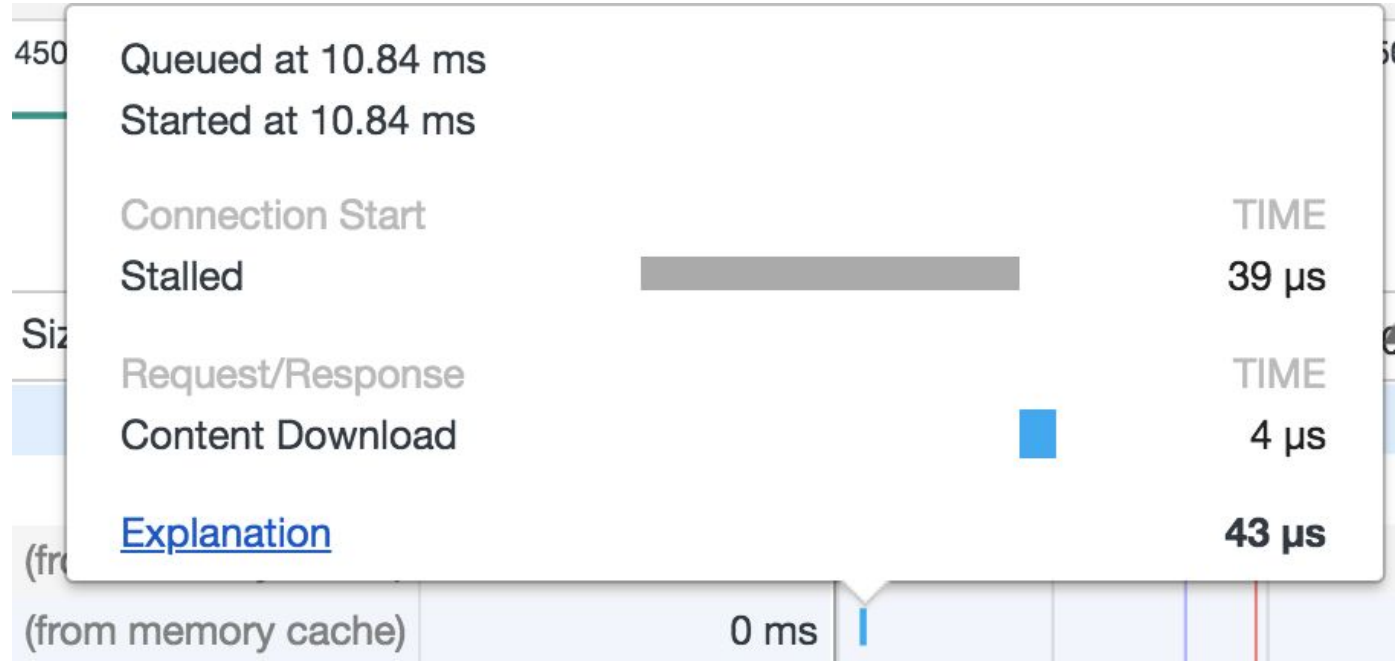 450
Queued at 10.84 ms
Started at 10.84 ms
Connection Start TIME
Stalled 39 µs
Request/Response TIME
Content Download 4 µs
Explanation 43 µs
(from memory cache) 0 ms